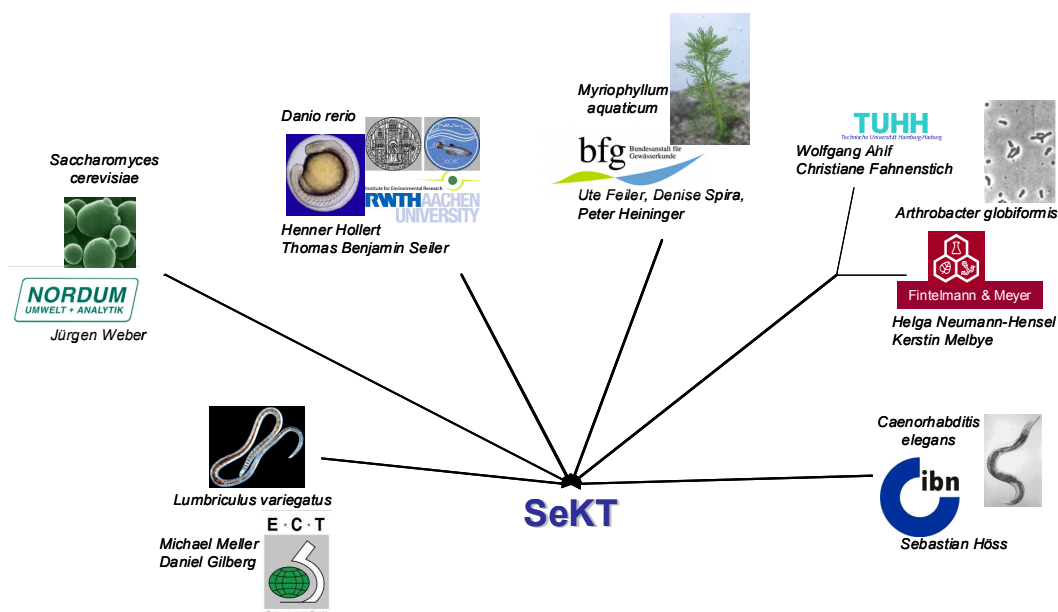 Saccharomyces
cerevisiae
NORDUM
UMWELT + ANALYTIK
Jürgen Weber
Danio rerio
Institute for Environmental Research
RWTHAACHEN
UNIVERSITY
Henner Hollert
Thomas Benjamin Seiler
Myriophyllum
aquaticum
bfg
Bundesanstalt für
Gewässerkunde
Ute Feiler, Denise Spira,
Peter Heininger
TUHH
Technische Universität Hamburg-Harburg
Wolfgang Ahlf
Christiane Fahnenstich
Arthrobacter globiformis
Fintelmann & Meyer
Helga Neumann-Hensel
Kerstin Melbye
Lumbriculus variegatus
E·C·T
Michael Meller
Daniel Gilberg
SeKT
Caenorhabditis
elegans
ibn
Sebastian Höss